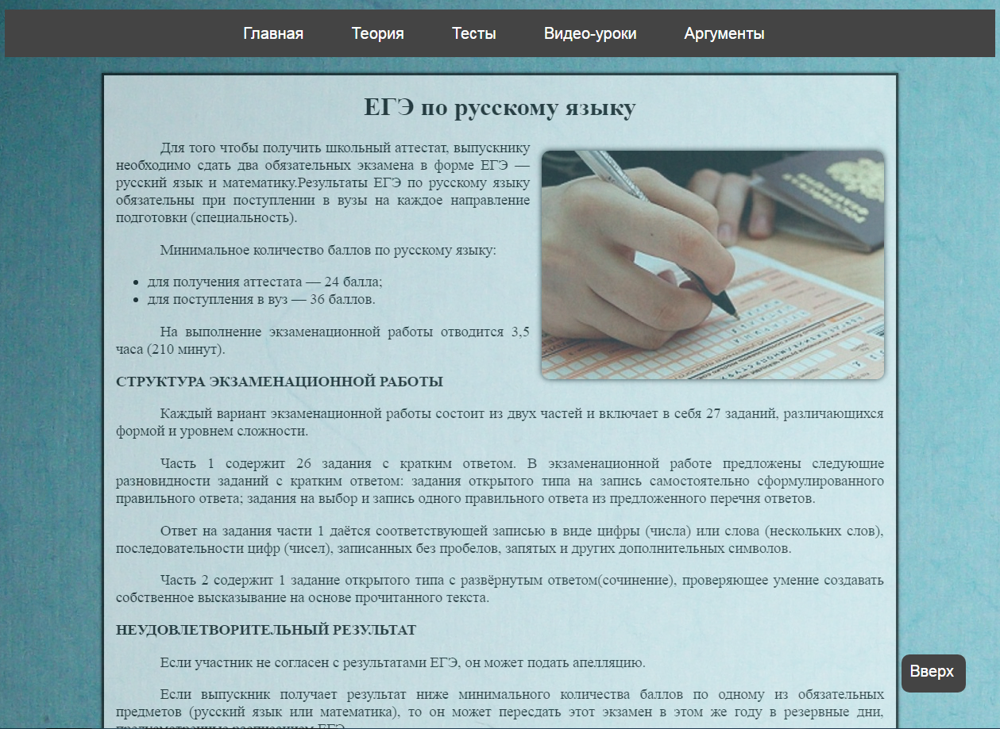 Главная Теория Тесты Видео-уроки Аргументы
ЕГЭ по русскому языку
Для того чтобы получить школьный аттестат, выпускнику
необходимо сдать два обязательных экзамена в форме ЕГЭ —
русский язык и математику.Результаты ЕГЭ по русскому языку
обязательны при поступлении в вузы на каждое направление
подготовки (специальность).
Минимальное количество баллов по русскому языку:
• для получения аттестата — 24 балла;
• для поступления в вуз — 36 баллов.
На выполнение экзаменационной работы отводится 3,5
часа (210 минут).
СТРУКТУРА ЭКЗАМЕНАЦИОННОЙ РАБОТЫ
Каждый вариант экзаменационной работы состоит из двух частей и включает в себя 27 заданий, различающихся
формой и уровнем сложности.
Часть 1 содержит 26 задания с кратким ответом. В экзаменационной работе предложены следующие
разновидности заданий с кратким ответом: задания открытого типа на запись самостоятельно сформулированного
правильного ответа; задания на выбор и запись одного правильного ответа из предложенного перечня ответов.
Ответ на задания части 1 даётся соответствующей записью в виде цифры (числа) или слова (нескольких слов),
последовательности цифр (чисел), записанных без пробелов, запятых и других дополнительных символов.
Часть 2 содержит 1 задание открытого типа с развёрнутым ответом(сочинение), проверяющее умение создавать
собственное высказывание на основе прочитанного текста.
НЕУДОВЛЕТВОРИТЕЛЬНЫЙ РЕЗУЛЬТАТ
Если участник не согласен с результатами ЕГЭ, он может подать апелляцию.
Вверх
Если выпускник получает результат ниже минимального количества баллов по одному из обязательных
предметов (русский язык или математика), то он может пересдать этот экзамен в этом же году в резервные дни,
предусмотренные расписанием ЕГЭ.